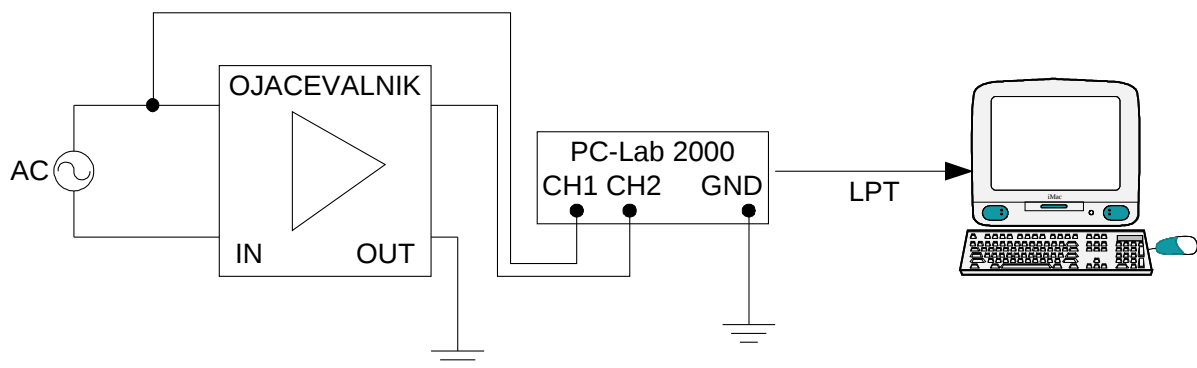 OJACEVALNIK
AC
IN
OUT
PC-Lab 2000
CH1 CH2 GND
LPT
iMac